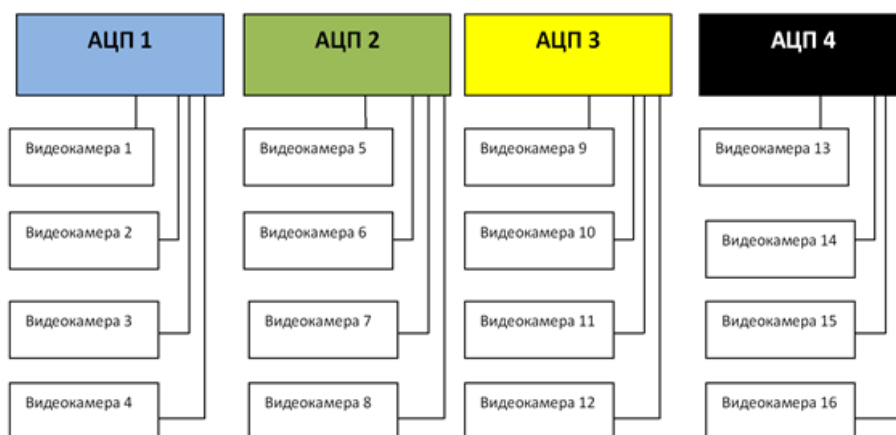 АЦП 1
АЦП 2
АЦП 3
АЦП 4
Видеокамера 1
Видеокамера 5
Видеокамера 9
Видеокамера 13
Видеокамера 2
Видеокамера 6
Видеокамера 10
Видеокамера 14
Видеокамера 3
Видеокамера 7
Видеокамера 11
Видеокамера 15
Видеокамера 4
Видеокамера 8
Видеокамера 12
Видеокамера 16